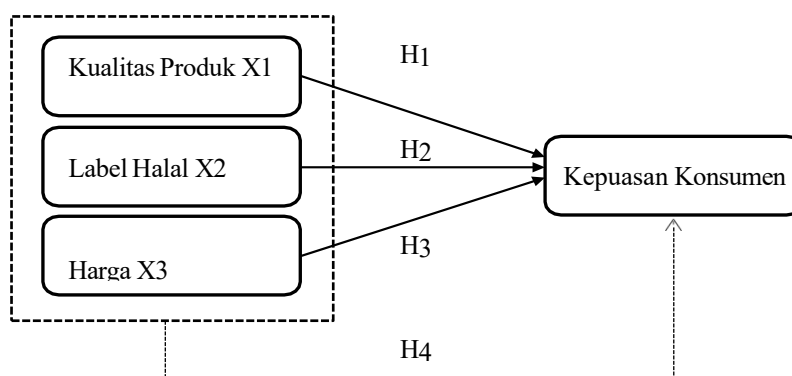 H1
Kualitas Produk X1
H2
Label Halal X2
Kepuasan Konsumen
H3
Harga X3
H4